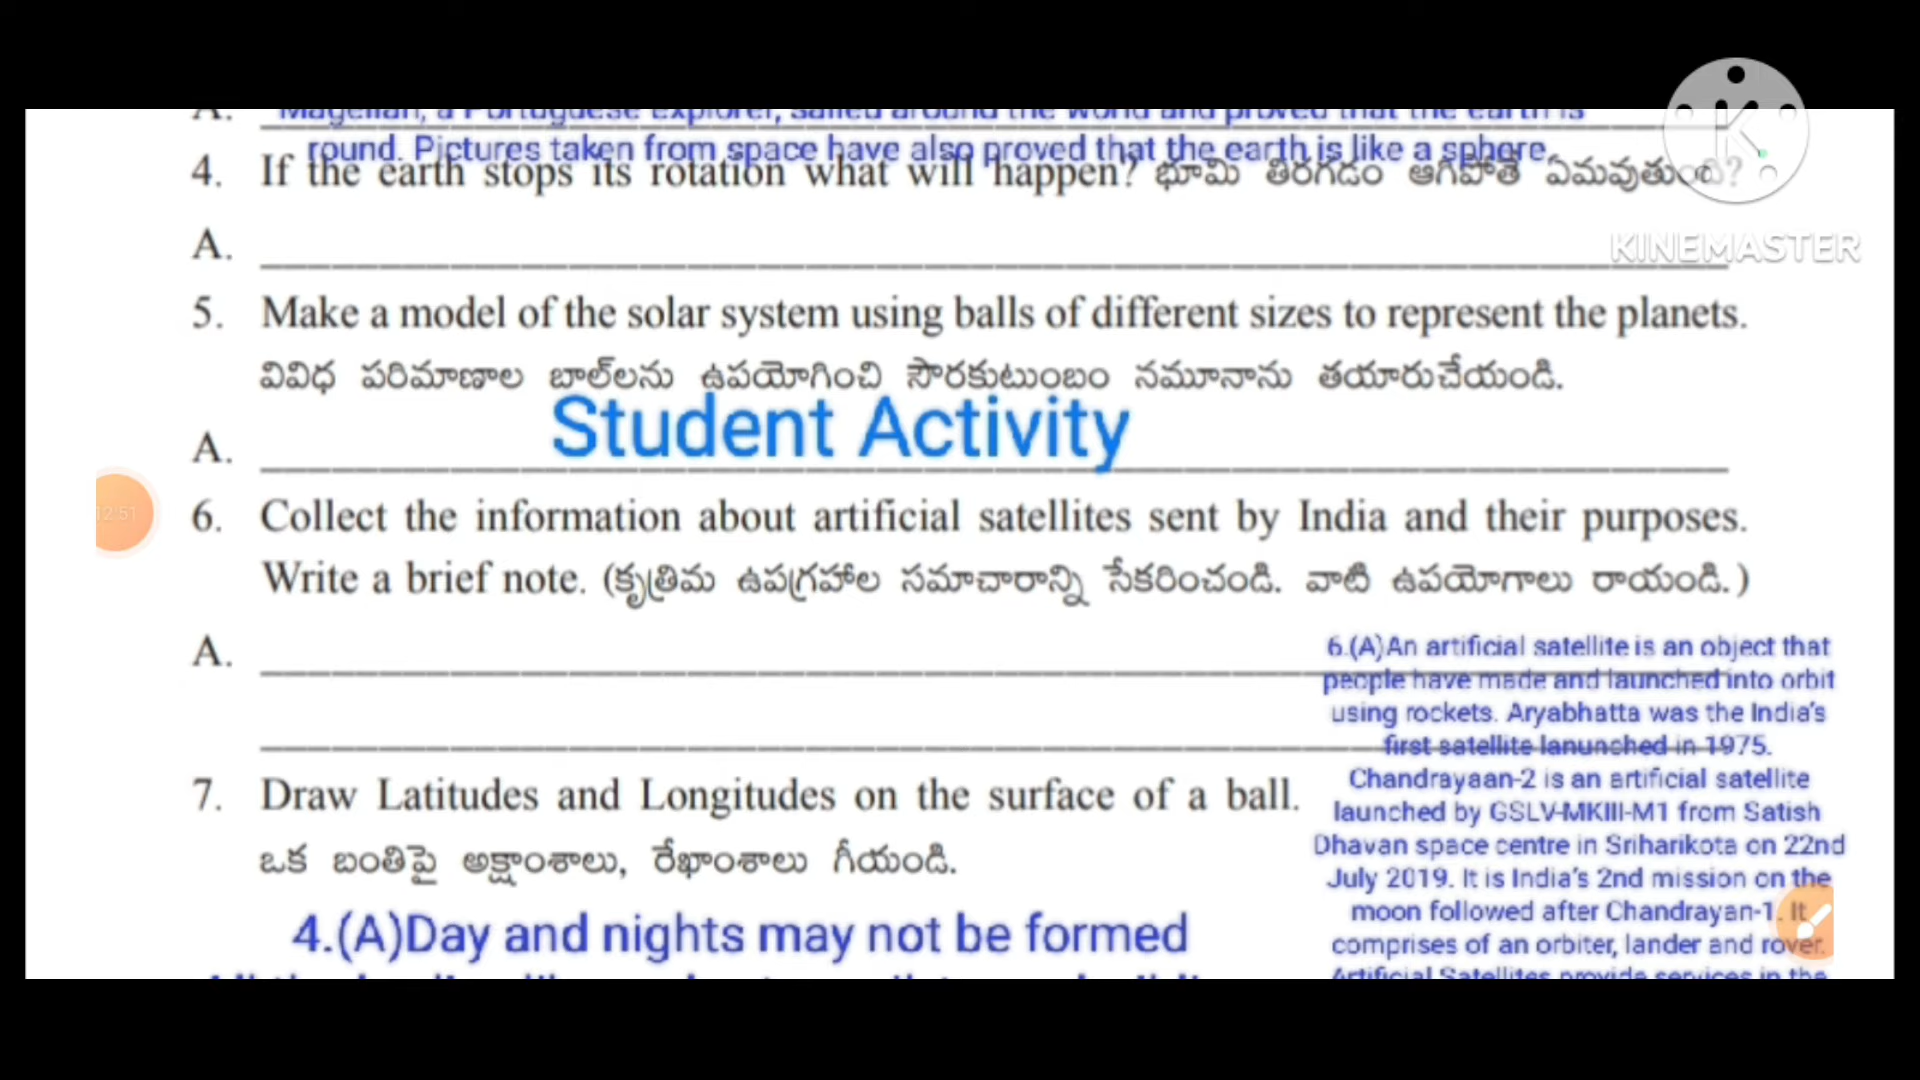 A. Magellan, a Portuguese explorer, sailed around the world and proved that the earth is
round. Pictures taken from space have also proved that the earth is like a sphere.
4. If the earth stops its rotation what will happen? భూమి తిరగడం ఆగిపోతే ఏమవుతుంది?
A.
KINEMASTER
5. Make a model of the solar system using balls of different sizes to represent the planets.
వివిధ పరిమాణాల బాల్‌లను ఉపయోగించి సౌరకుటుంబం నమూనాను తయారుచేయండి.
A. Student Activity
12:51
6. Collect the information about artificial satellites sent by India and their purposes.
Write a brief note. (కృత్రిమ ఉపగ్రహాల సమాచారాన్ని సేకరించండి. వాటి ఉపయోగాలు రాయండి.)
A.
6.(A)An artificial satellite is an object that
people have made and launched into orbit
using rockets. Aryabhatta was the India's
first satellite lanunched in 1975.
Chandrayaan-2 is an artificial satellite
launched by GSLV-MKIII-M1 from Satish
Dhavan space centre in Sriharikota on 22nd
July 2019. It is India's 2nd mission on the
moon followed after Chandrayan-1. It
comprises of an orbiter, lander and rover.
Artificial Satellites provide services in the
7. Draw Latitudes and Longitudes on the surface of a ball.
ఒక బంతిపై అక్షాంశాలు, రేఖాంశాలు గీయండి.
4.(A)Day and nights may not be formed